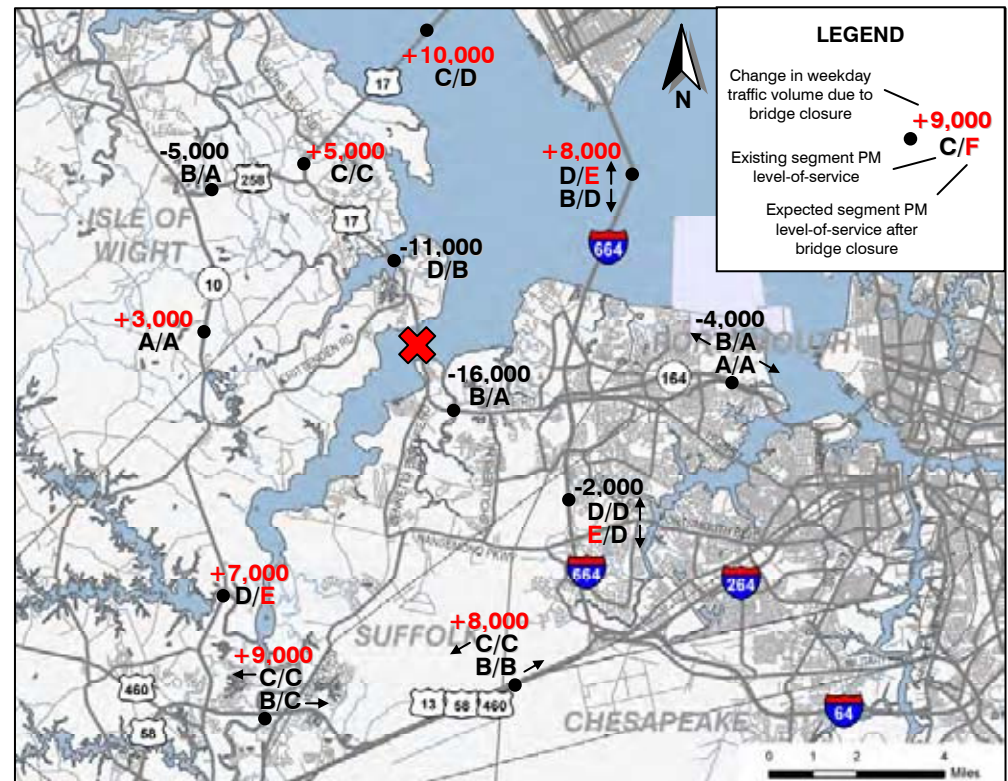 LEGEND
Change in weekday
traffic volume due to
bridge closure
+9,000
C/F
Existing segment PM
level-of-service
Expected segment PM
level-of-service after
bridge closure
N
+10,000
C/D
17
-5,000
B/A
258
+5,000
C/C
17
+8,000
D/E
B/D
664
ISLE OF
WIGHT
-11,000
D/B
10
+3,000
A/A
-4,000
B/A
A/A
164
-16,000
B/A
-2,000
D/D
E/D
664
264
+7,000
D/E
SUFFOLK
+8,000
C/C
B/B
+9,000
C/C
B/C
460
58
13 58 460
CHESAPEAKE
64
0 2 4
Miles